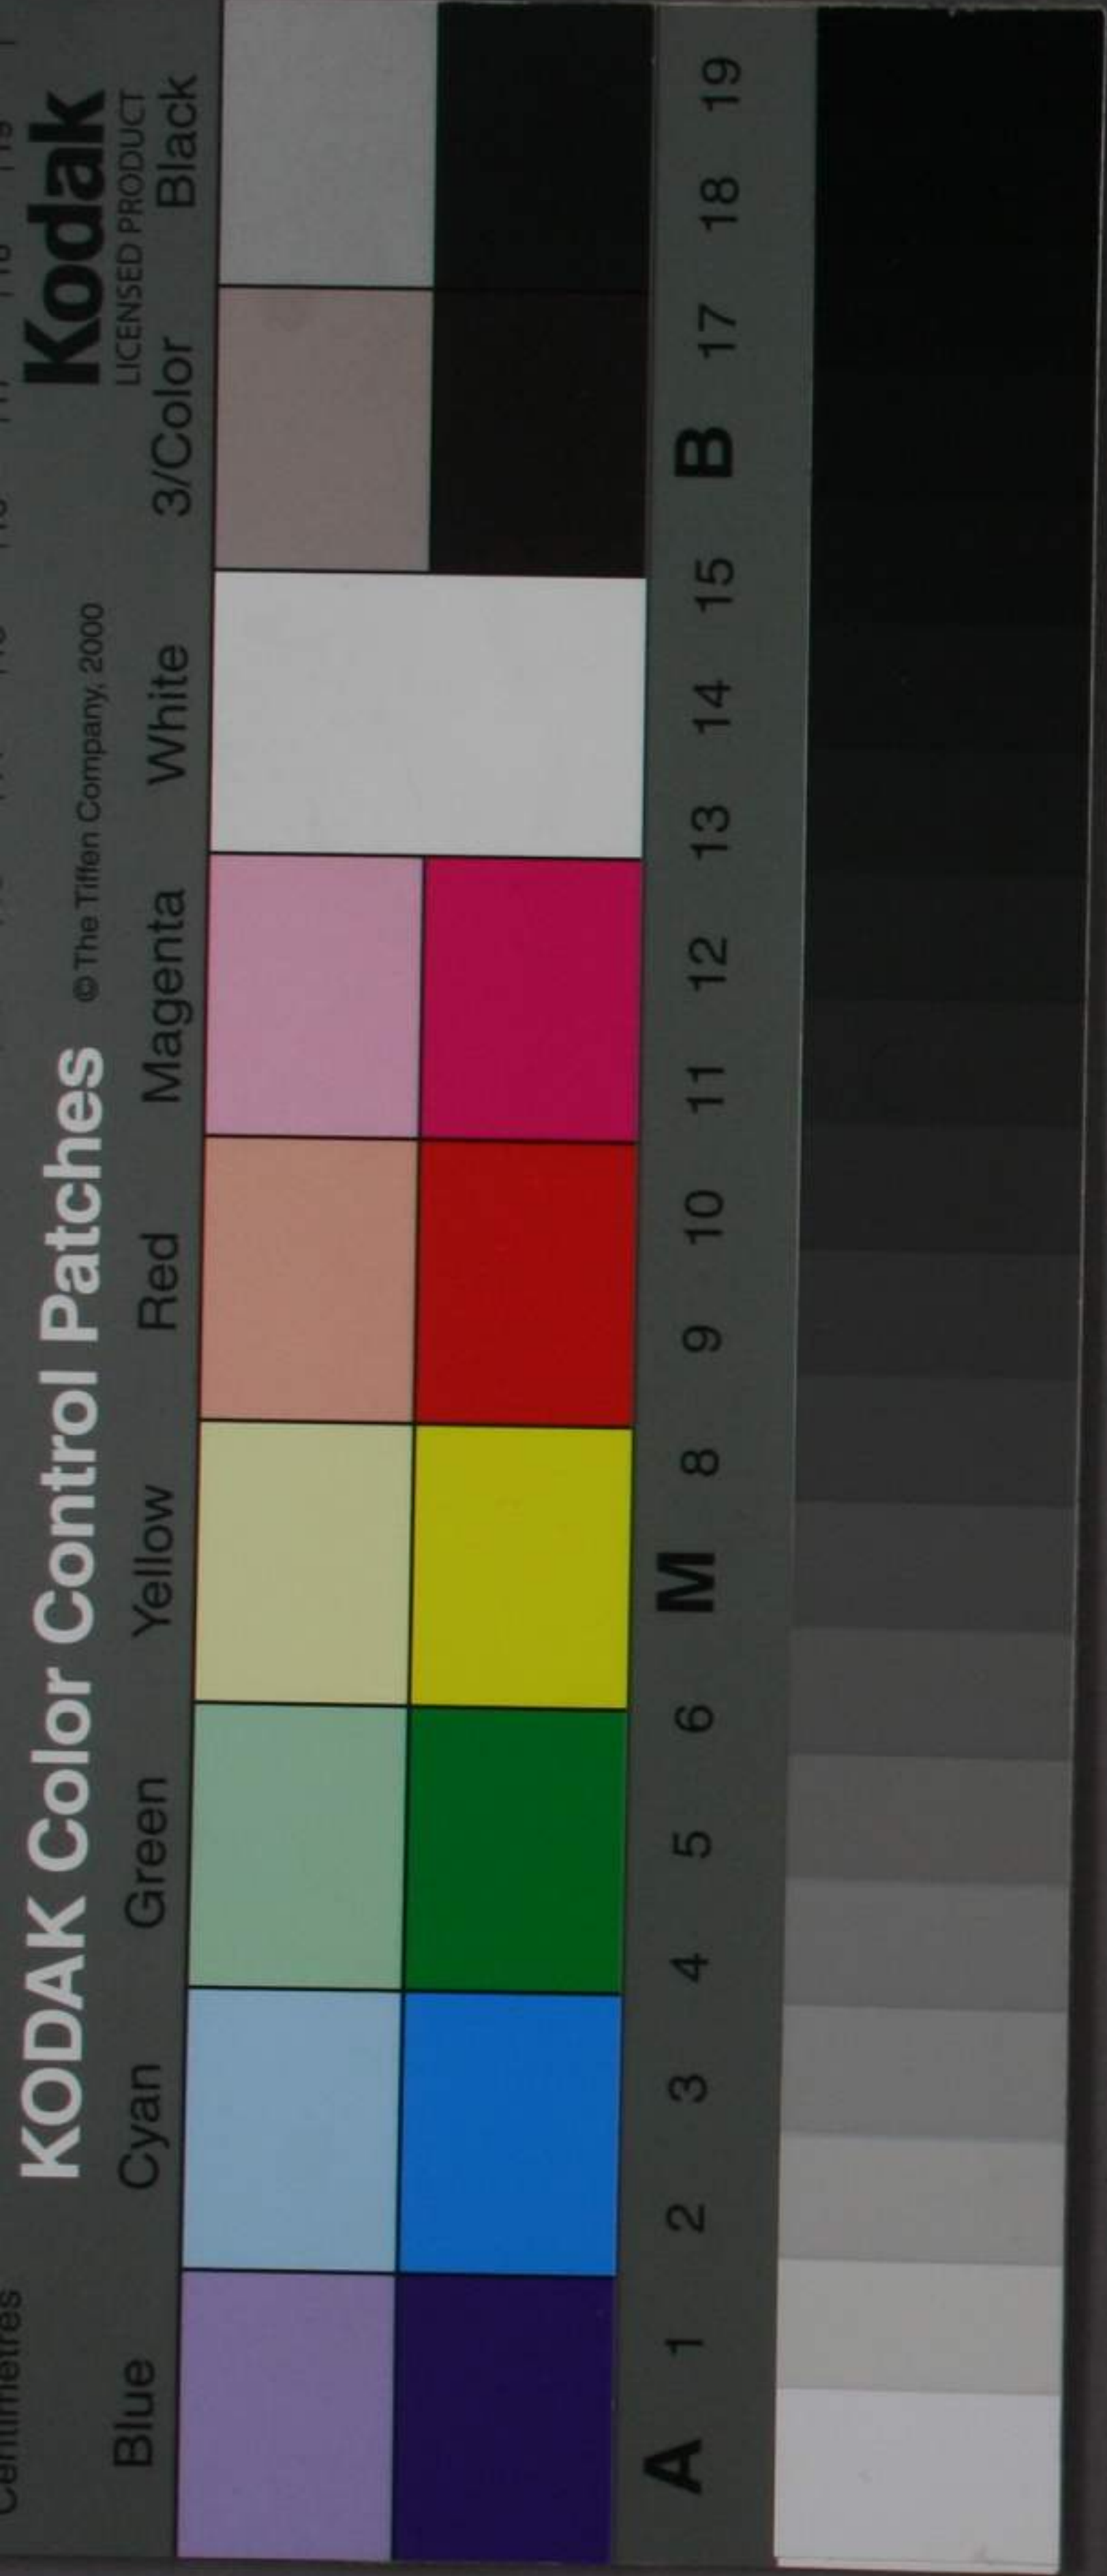 Centimetres
KODAK Color Control Patches © The Tiffen Company, 2000
Kodak
LICENSED PRODUCT
Blue Cyan Green Yellow Red Magenta White 3/Color Black
A 1 2 3 4 5 6 M 8 9 10 11 12 13 14 15 B 17 18 19